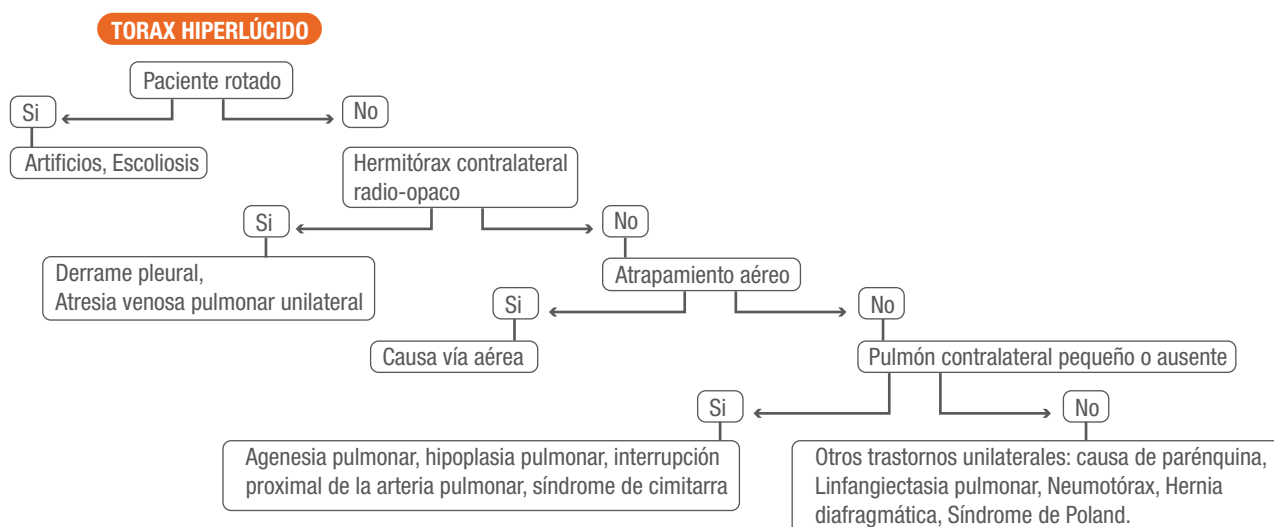 TORAX HIPERLÚCIDO
Paciente rotado
Si
No
Artificios, Escoliosis
Hermitórax contralateral
radio-opaco
Si
No
Derrame pleural,
Atresia venosa pulmonar unilateral
Atrapamiento aéreo
Si
No
Causa vía aérea
Pulmón contralateral pequeño o ausente
Si
No
Agenesia pulmonar, hipoplasia pulmonar, interrupción
proximal de la arteria pulmonar, síndrome de cimitarra
Otros trastornos unilaterales: causa de parénquina,
Linfangiectasia pulmonar, Neumotórax, Hernia
diafragmática, Síndrome de Poland.